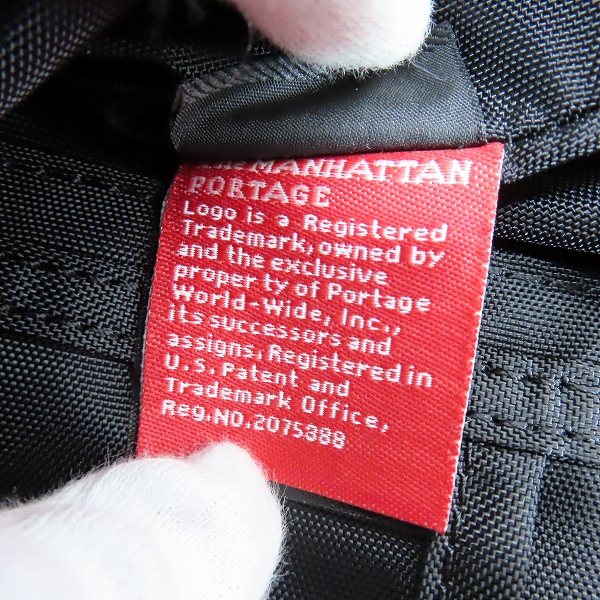 THE MANHATTAN
PORTAGE
Logo is a Registered
Trademark, owned by
and the exclusive
property of Portage
World-Wide, Inc.,
its successors and
assigns. Registered in
U.S. Patent and
Trademark Office,
Reg.NO.2075388